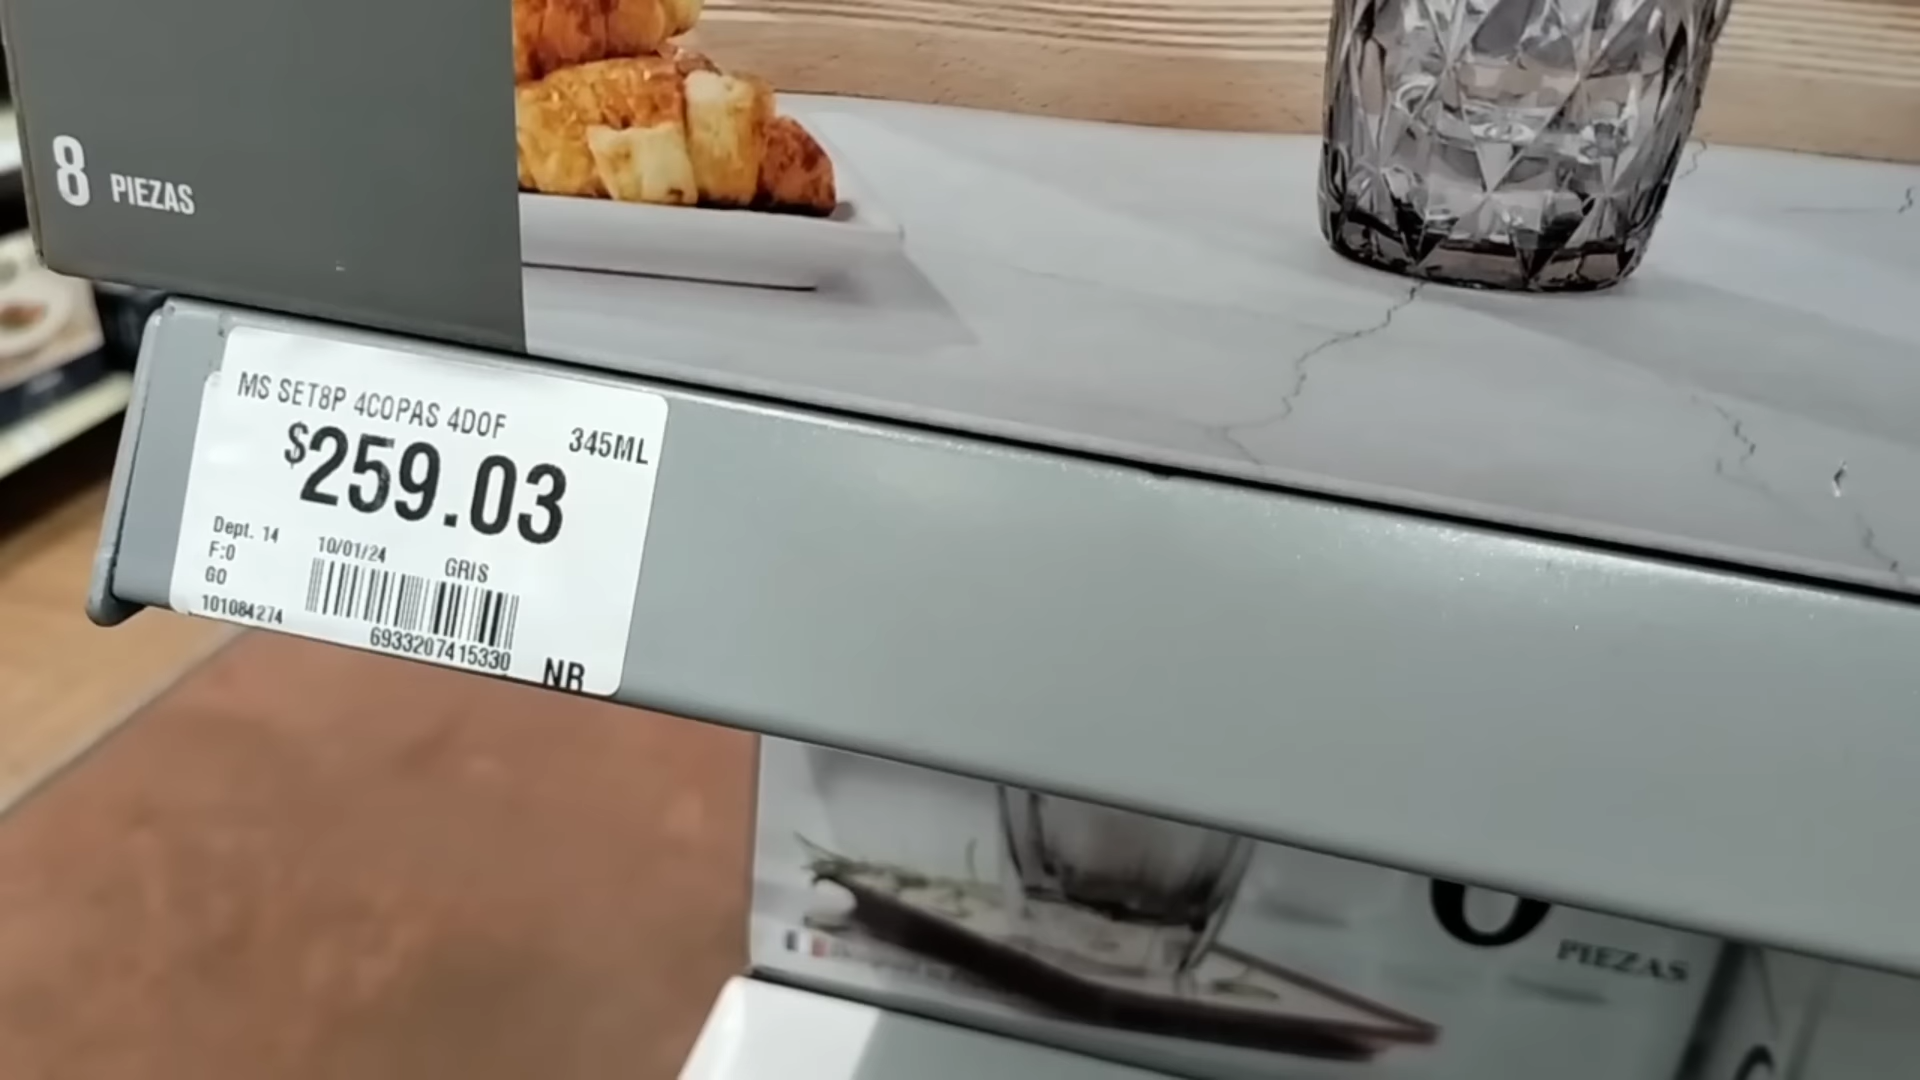 8 PIEZAS
MS SET8P 4COPAS 4DOF
345ML
$259.03
Dept. 14
F:0
GO
10/01/24
GRIS
101084274
6933207415330
NB
PIEZAS